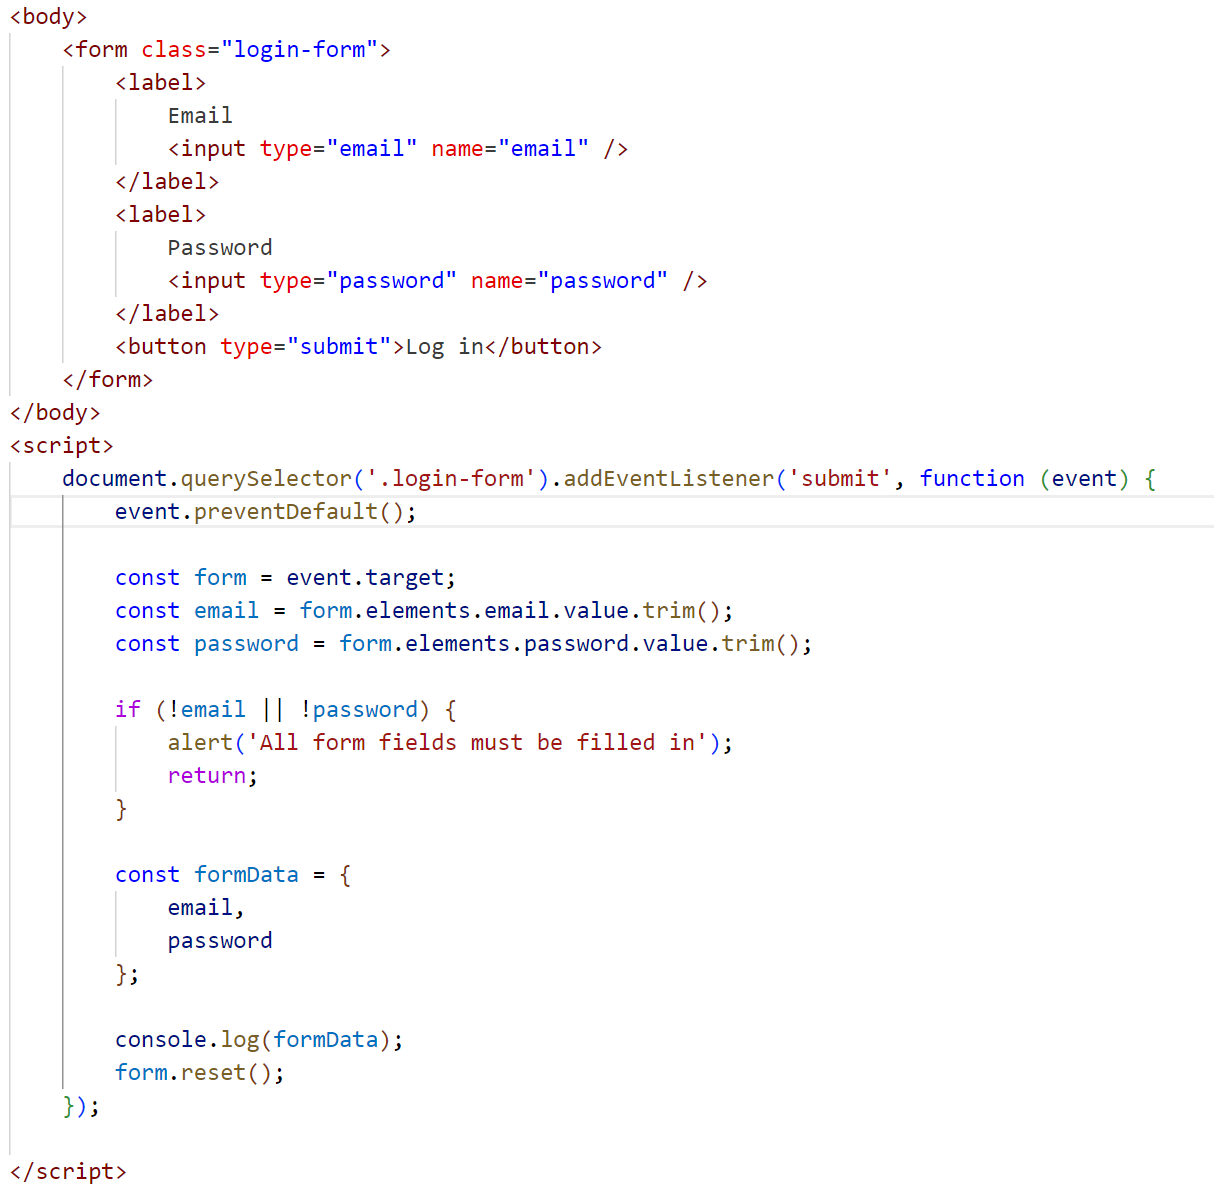 <body>
    <form class="login-form">
        <label>
            Email
            <input type="email" name="email" />
        </label>
        <label>
            Password
            <input type="password" name="password" />
        </label>
        <button type="submit">Log in</button>
    </form>
</body>
<script>
    document.querySelector('.login-form').addEventListener('submit', function (event) {
        event.preventDefault();

        const form = event.target;
        const email = form.elements.email.value.trim();
        const password = form.elements.password.value.trim();

        if (!email || !password) {
            alert('All form fields must be filled in');
            return;
        }

        const formData = {
            email,
            password
        };

        console.log(formData);
        form.reset();
    });

</script>